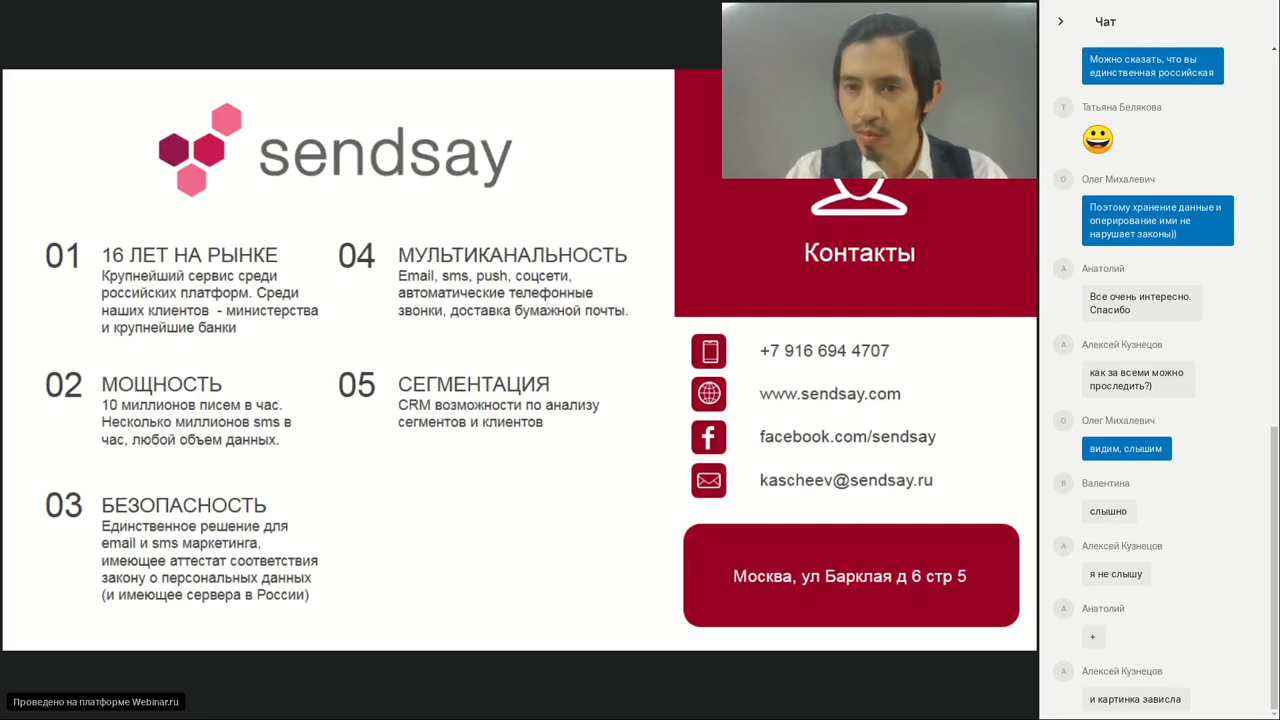 sendsay
01
16 ЛЕТ НА РЫНКЕ
Крупнейший сервис среди
российских платформ. Среди
наших клиентов - министерства
и крупнейшие банки
02
МОЩНОСТЬ
10 миллионов писем в час.
Несколько миллионов sms в
час, любой объем данных.
03
БЕЗОПАСНОСТЬ
Единственное решение для
email и sms маркетинга,
имеющее аттестат соответствия
закону о персональных данных
(и имеющее сервера в России)
04
МУЛЬТИКАНАЛЬНОСТЬ
Email, sms, push, соцсети,
автоматические телефонные
звонки, доставка бумажной почты.
05
СЕГМЕНТАЦИЯ
CRM возможности по анализу
сегментов и клиентов
Контакты
+7 916 694 4707
www.sendsay.com
facebook.com/sendsay
kascheev@sendsay.ru
Москва, ул Барклая д 6 стр 5
Проведено на платформе Webinar.ru
Чат
Можно сказать, что вы
единственная российская
Т
Татьяна Белякова
О
Олег Михалевич
Поэтому хранение данные и
оперирование ими не
нарушает законы))
А
Анатолий
Все очень интересно.
Спасибо
А
Алексей Кузнецов
как за всеми можно
проследить?)
О
Олег Михалевич
видим, слышим
В
Валентина
слышно
А
Алексей Кузнецов
я не слышу
А
Анатолий
+
А
Алексей Кузнецов
и картинка зависла